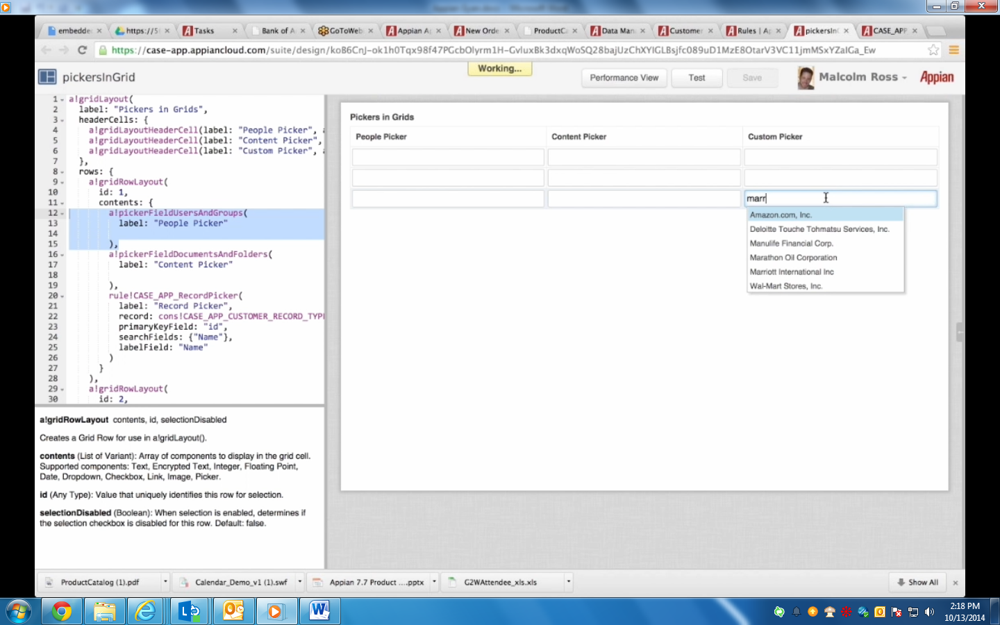 embedde
https://5
Tasks
Bank of A
GoToWeb
Appian A
New Orde
ProductCa
Data Man
Customer
Rules | A
pickersIn
CASE_APP
https://case-app.appiancloud.com/suite/design/
pickersInGrid
Working...
Performance View
Test
Save
Malcolm Ross
Appian
1 a!gridLayout(
2 label: "Pickers in Grids",
3 headerCells: {
4 a!gridLayoutHeaderCell(label: "People Picker",
5 a!gridLayoutHeaderCell(label: "Content Picker",
6 a!gridLayoutHeaderCell(label: "Custom Picker",
7 },
8 rows: {
9 a!gridRowLayout(
10 id: 1,
11 contents: {
12 a!pickerFieldUsersAndGroups(
13 label: "People Picker"
14
15 ),
16 a!pickerFieldDocumentsAndFolders(
17 label: "Content Picker"
18
19 ),
20 rule!CASE_APP_RecordPicker(
21 label: "Record Picker",
22 record: cons!CASE_APP_CUSTOMER_RECORD_TYPE
23 primaryKeyField: "id",
24 searchFields: {"Name"},
25 labelField: "Name"
26 )
27 }
28 ),
29 a!gridRowLayout(
30 id: 2,
a!gridRowLayout contents, id, selectionDisabled
Creates a Grid Row for use in a!gridLayout().
contents (List of Variant): Array of components to display in the grid cell.
Supported components: Text, Encrypted Text, Integer, Floating Point,
Date, Dropdown, Checkbox, Link, Image, Picker.
id (Any Type): Value that uniquely identifies this row for selection.
selectionDisabled (Boolean): When selection is enabled, determines if
the selection checkbox is disabled for this row. Default: false.
Pickers in Grids
People Picker
Content Picker
Custom Picker
marr
Amazon.com, Inc.
Deloitte Touche Tohmatsu Services, Inc.
Manulife Financial Corp.
Marathon Oil Corporation
Marriott International Inc
Wal-Mart Stores, Inc.
ProductCatalog (1).pdf
Calendar_Demo_v1 (1).swf
Appian 7.7 Product ....pptx
G2WAttendee_xls.xls
Show All
2:18 PM
10/13/2014